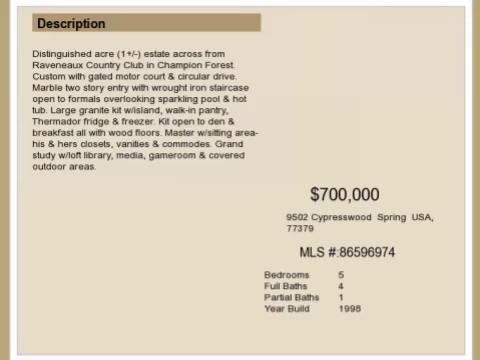 Description
Distinguished acre (1+/-) estate across from
Raveneaux Country Club in Champion Forest.
Custom with gated motor court & circular drive.
Marble two story entry with wrought iron staircase
open to formals overlooking sparkling pool & hot
tub. Large granite kit w/island, walk-in pantry,
Thermador fridge & freezer. Kit open to den &
breakfast all with wood floors. Master w/sitting area-
his & hers closets, vanities & commodes. Grand
study w/loft library, media, gameroom & covered
outdoor areas.
$700,000
9502 Cypresswood Spring USA,
77379
MLS #:86596974
Bedrooms 5
Full Baths 4
Partial Baths 1
Year Build 1998